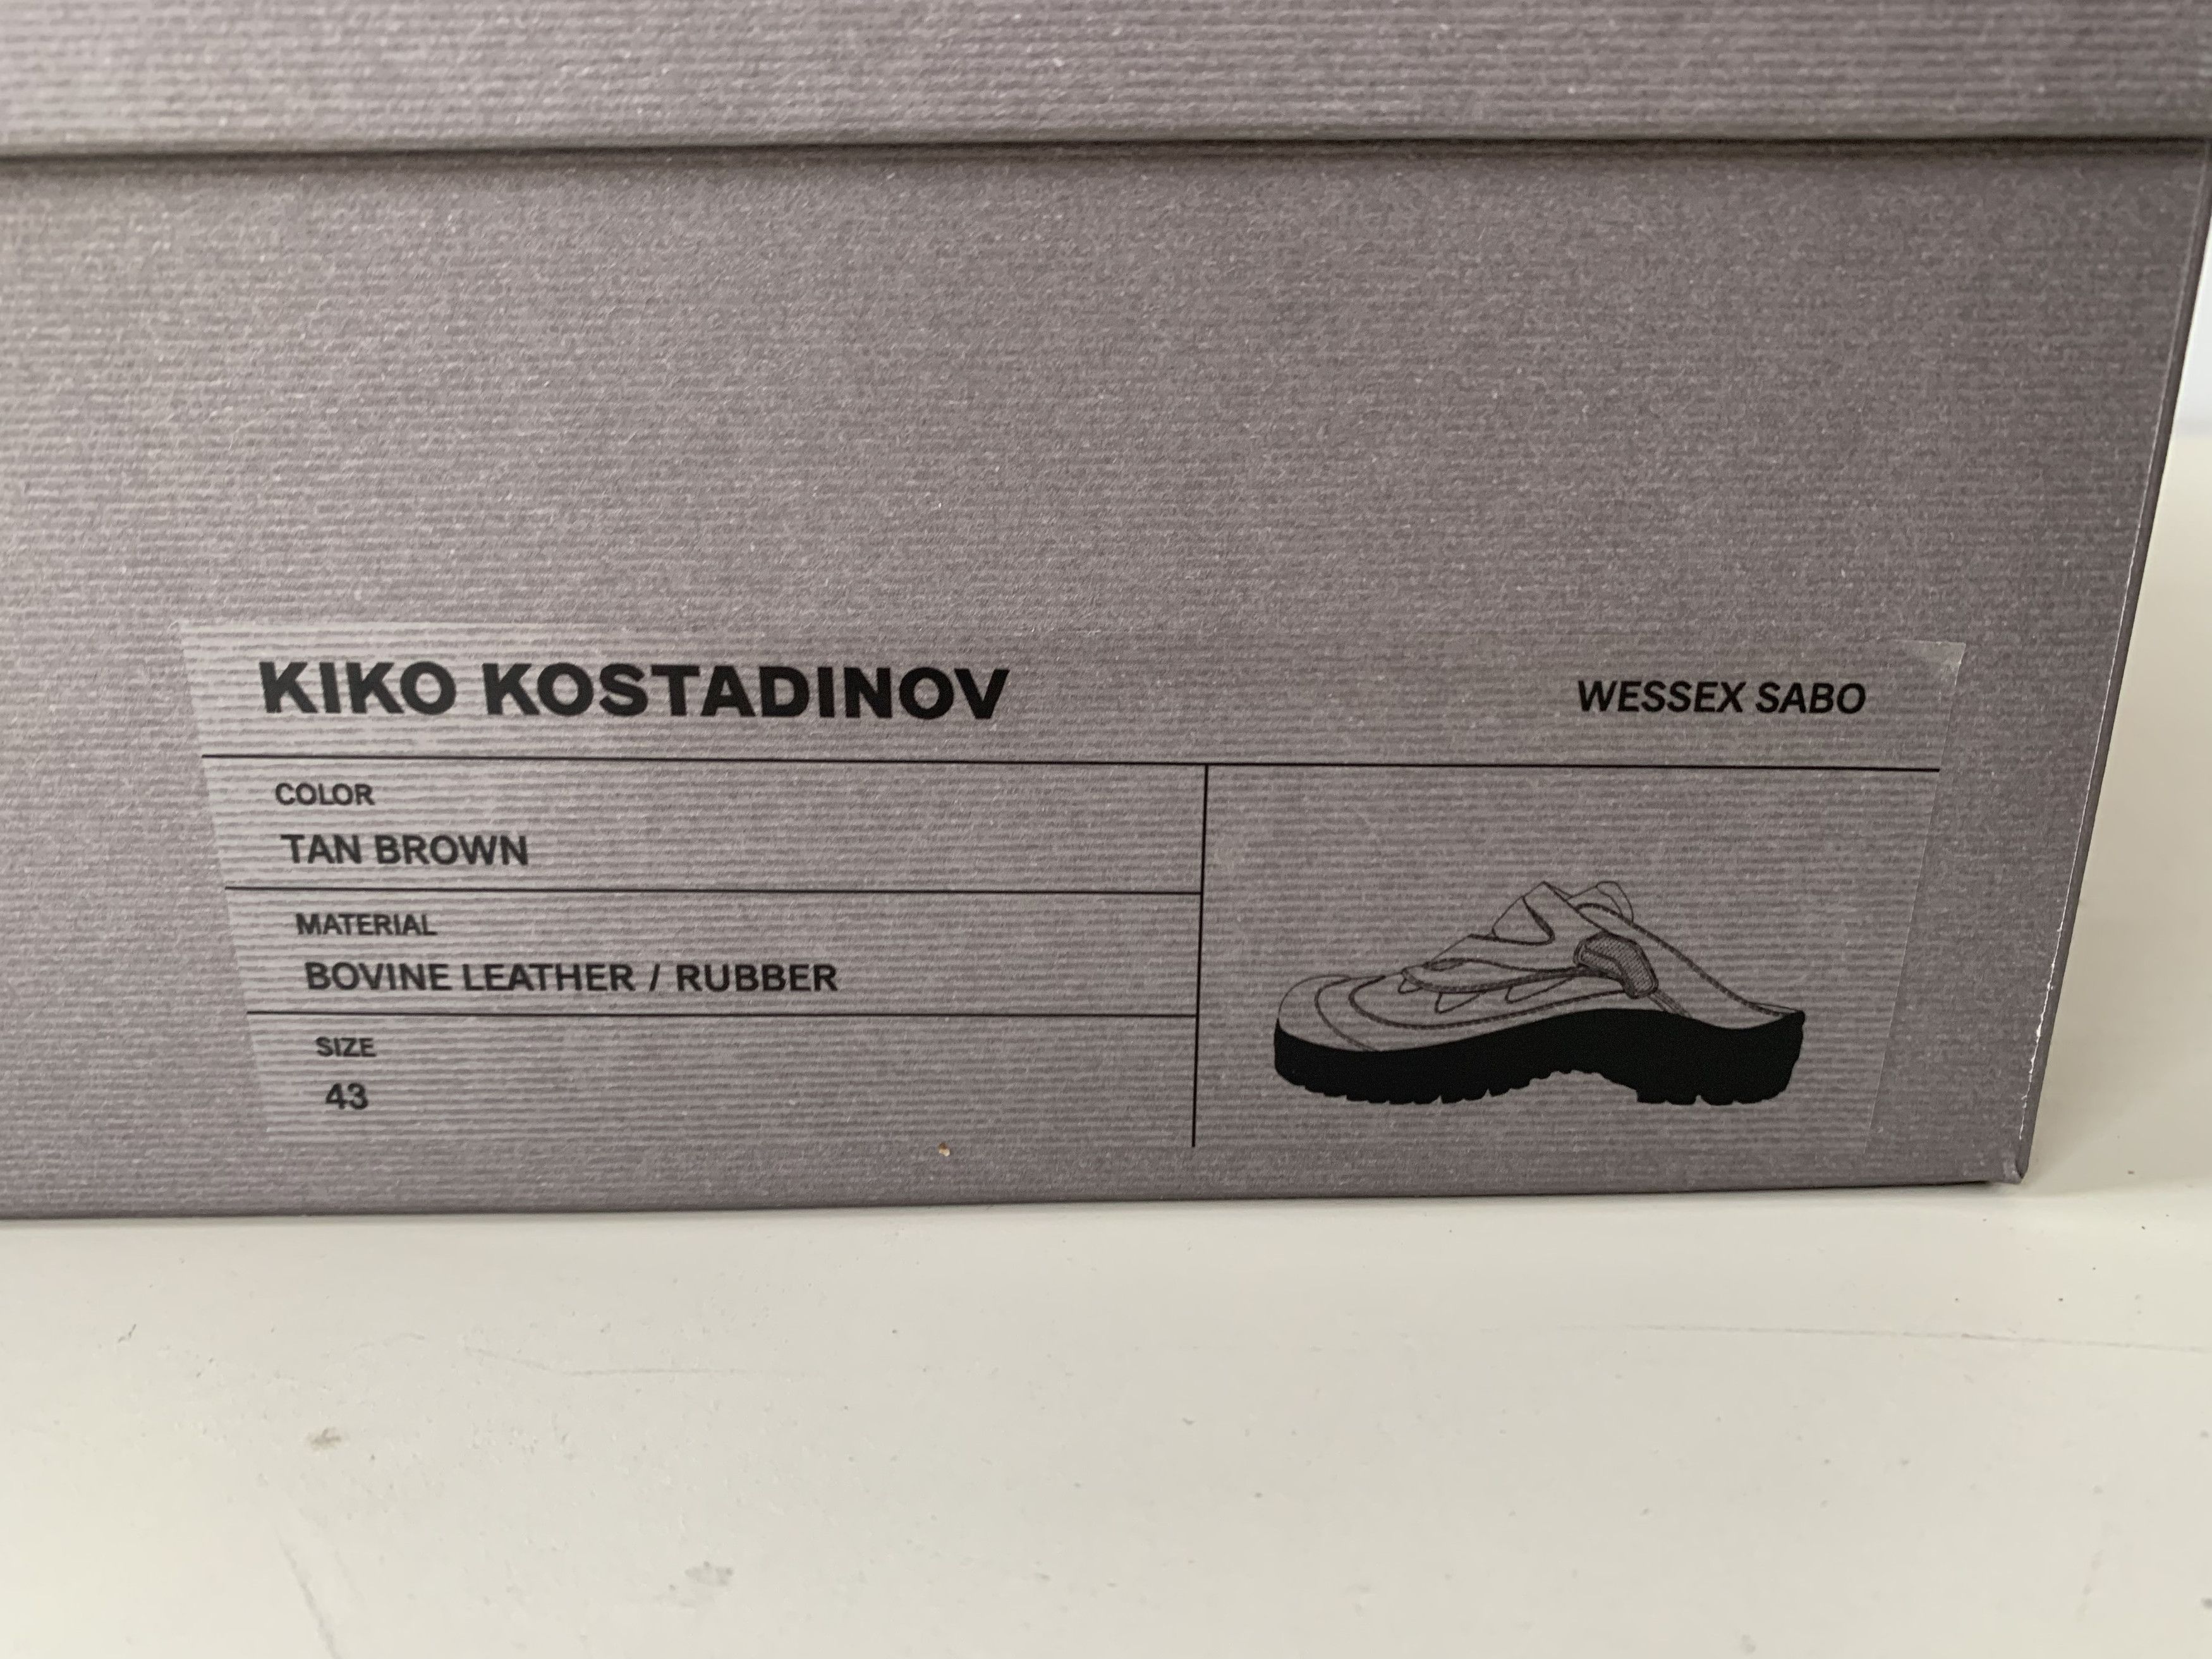 KIKO KOSTADINOV
WESSEX SABO
COLOR
TAN BROWN
MATERIAL
BOVINE LEATHER / RUBBER
SIZE
43